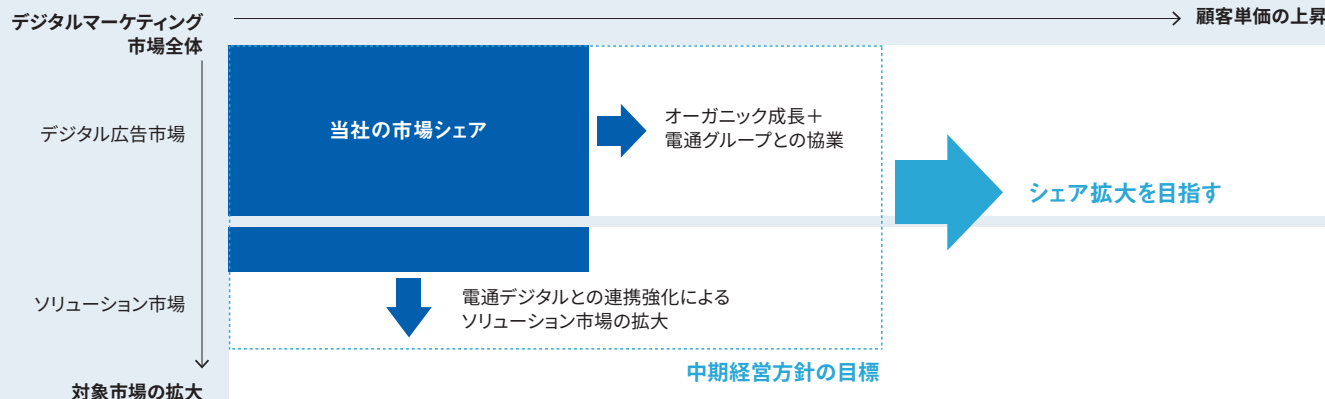 デジタルマーケティング
市場全体
顧客単価の上昇
デジタル広告市場
当社の市場シェア
オーガニック成長＋
電通グループとの協業
シェア拡大を目指す
ソリューション市場
電通デジタルとの連携強化による
ソリューション市場の拡大
中期経営方針の目標
対象市場の拡大